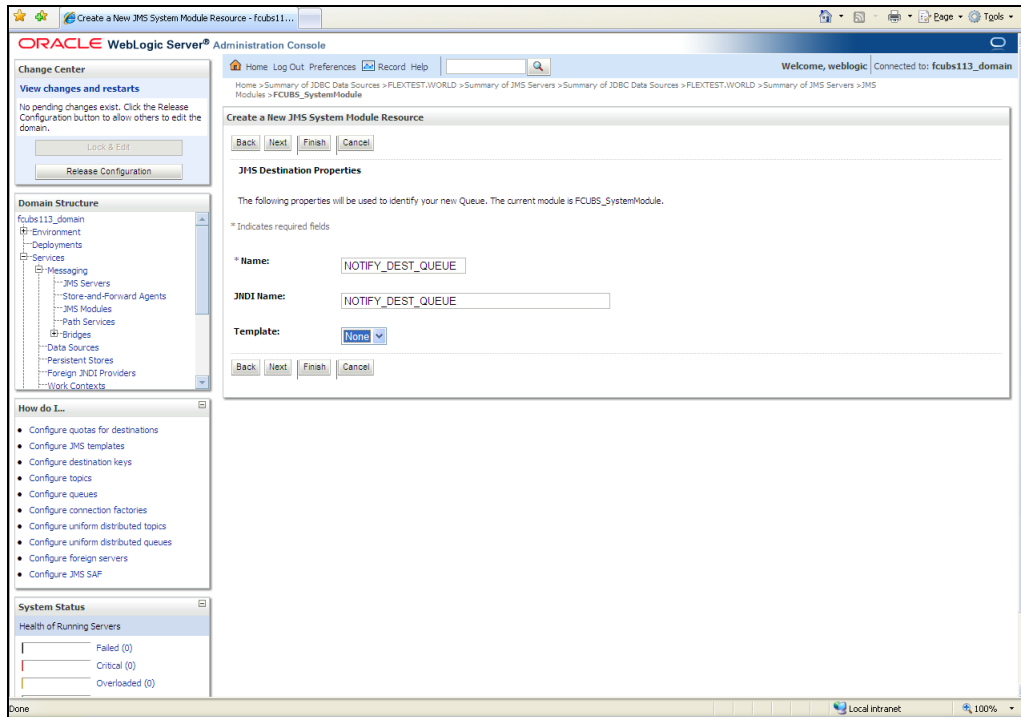 Create a New JMS System Module Resource - fcubs11...
Page
Tools
ORACLE WebLogic Server® Administration Console
Change Center
View changes and restarts
No pending changes exist. Click the Release
Configuration button to allow others to edit the
domain.
Lock & Edit
Release Configuration
Domain Structure
fcubs113_domain
Environment
Deployments
Services
Messaging
JMS Servers
Store-and-Forward Agents
JMS Modules
Path Services
Bridges
Data Sources
Persistent Stores
Foreign JNDI Providers
Work Contexts
How do I...
Configure quotas for destinations
Configure JMS templates
Configure destination keys
Configure topics
Configure queues
Configure connection factories
Configure uniform distributed topics
Configure uniform distributed queues
Configure foreign servers
Configure JMS SAF
System Status
Health of Running Servers
Failed (0)
Critical (0)
Overloaded (0)
Home Log Out Preferences Record Help
Welcome, weblogic Connected to: fcubs113_domain
Home >Summary of JDBC Data Sources >FLEXTEST.WORLD >Summary of JMS Servers >Summary of JDBC Data Sources >FLEXTEST.WORLD >Summary of JMS Servers >JMS
Modules >FCUBS_SystemModule
Create a New JMS System Module Resource
Back Next Finish Cancel
JMS Destination Properties
The following properties will be used to identify your new Queue. The current module is FCUBS_SystemModule.
* Indicates required fields
* Name: NOTIFY_DEST_QUEUE
JNDI Name: NOTIFY_DEST_QUEUE
Template: None
Back Next Finish Cancel
Done
Local intranet
100%